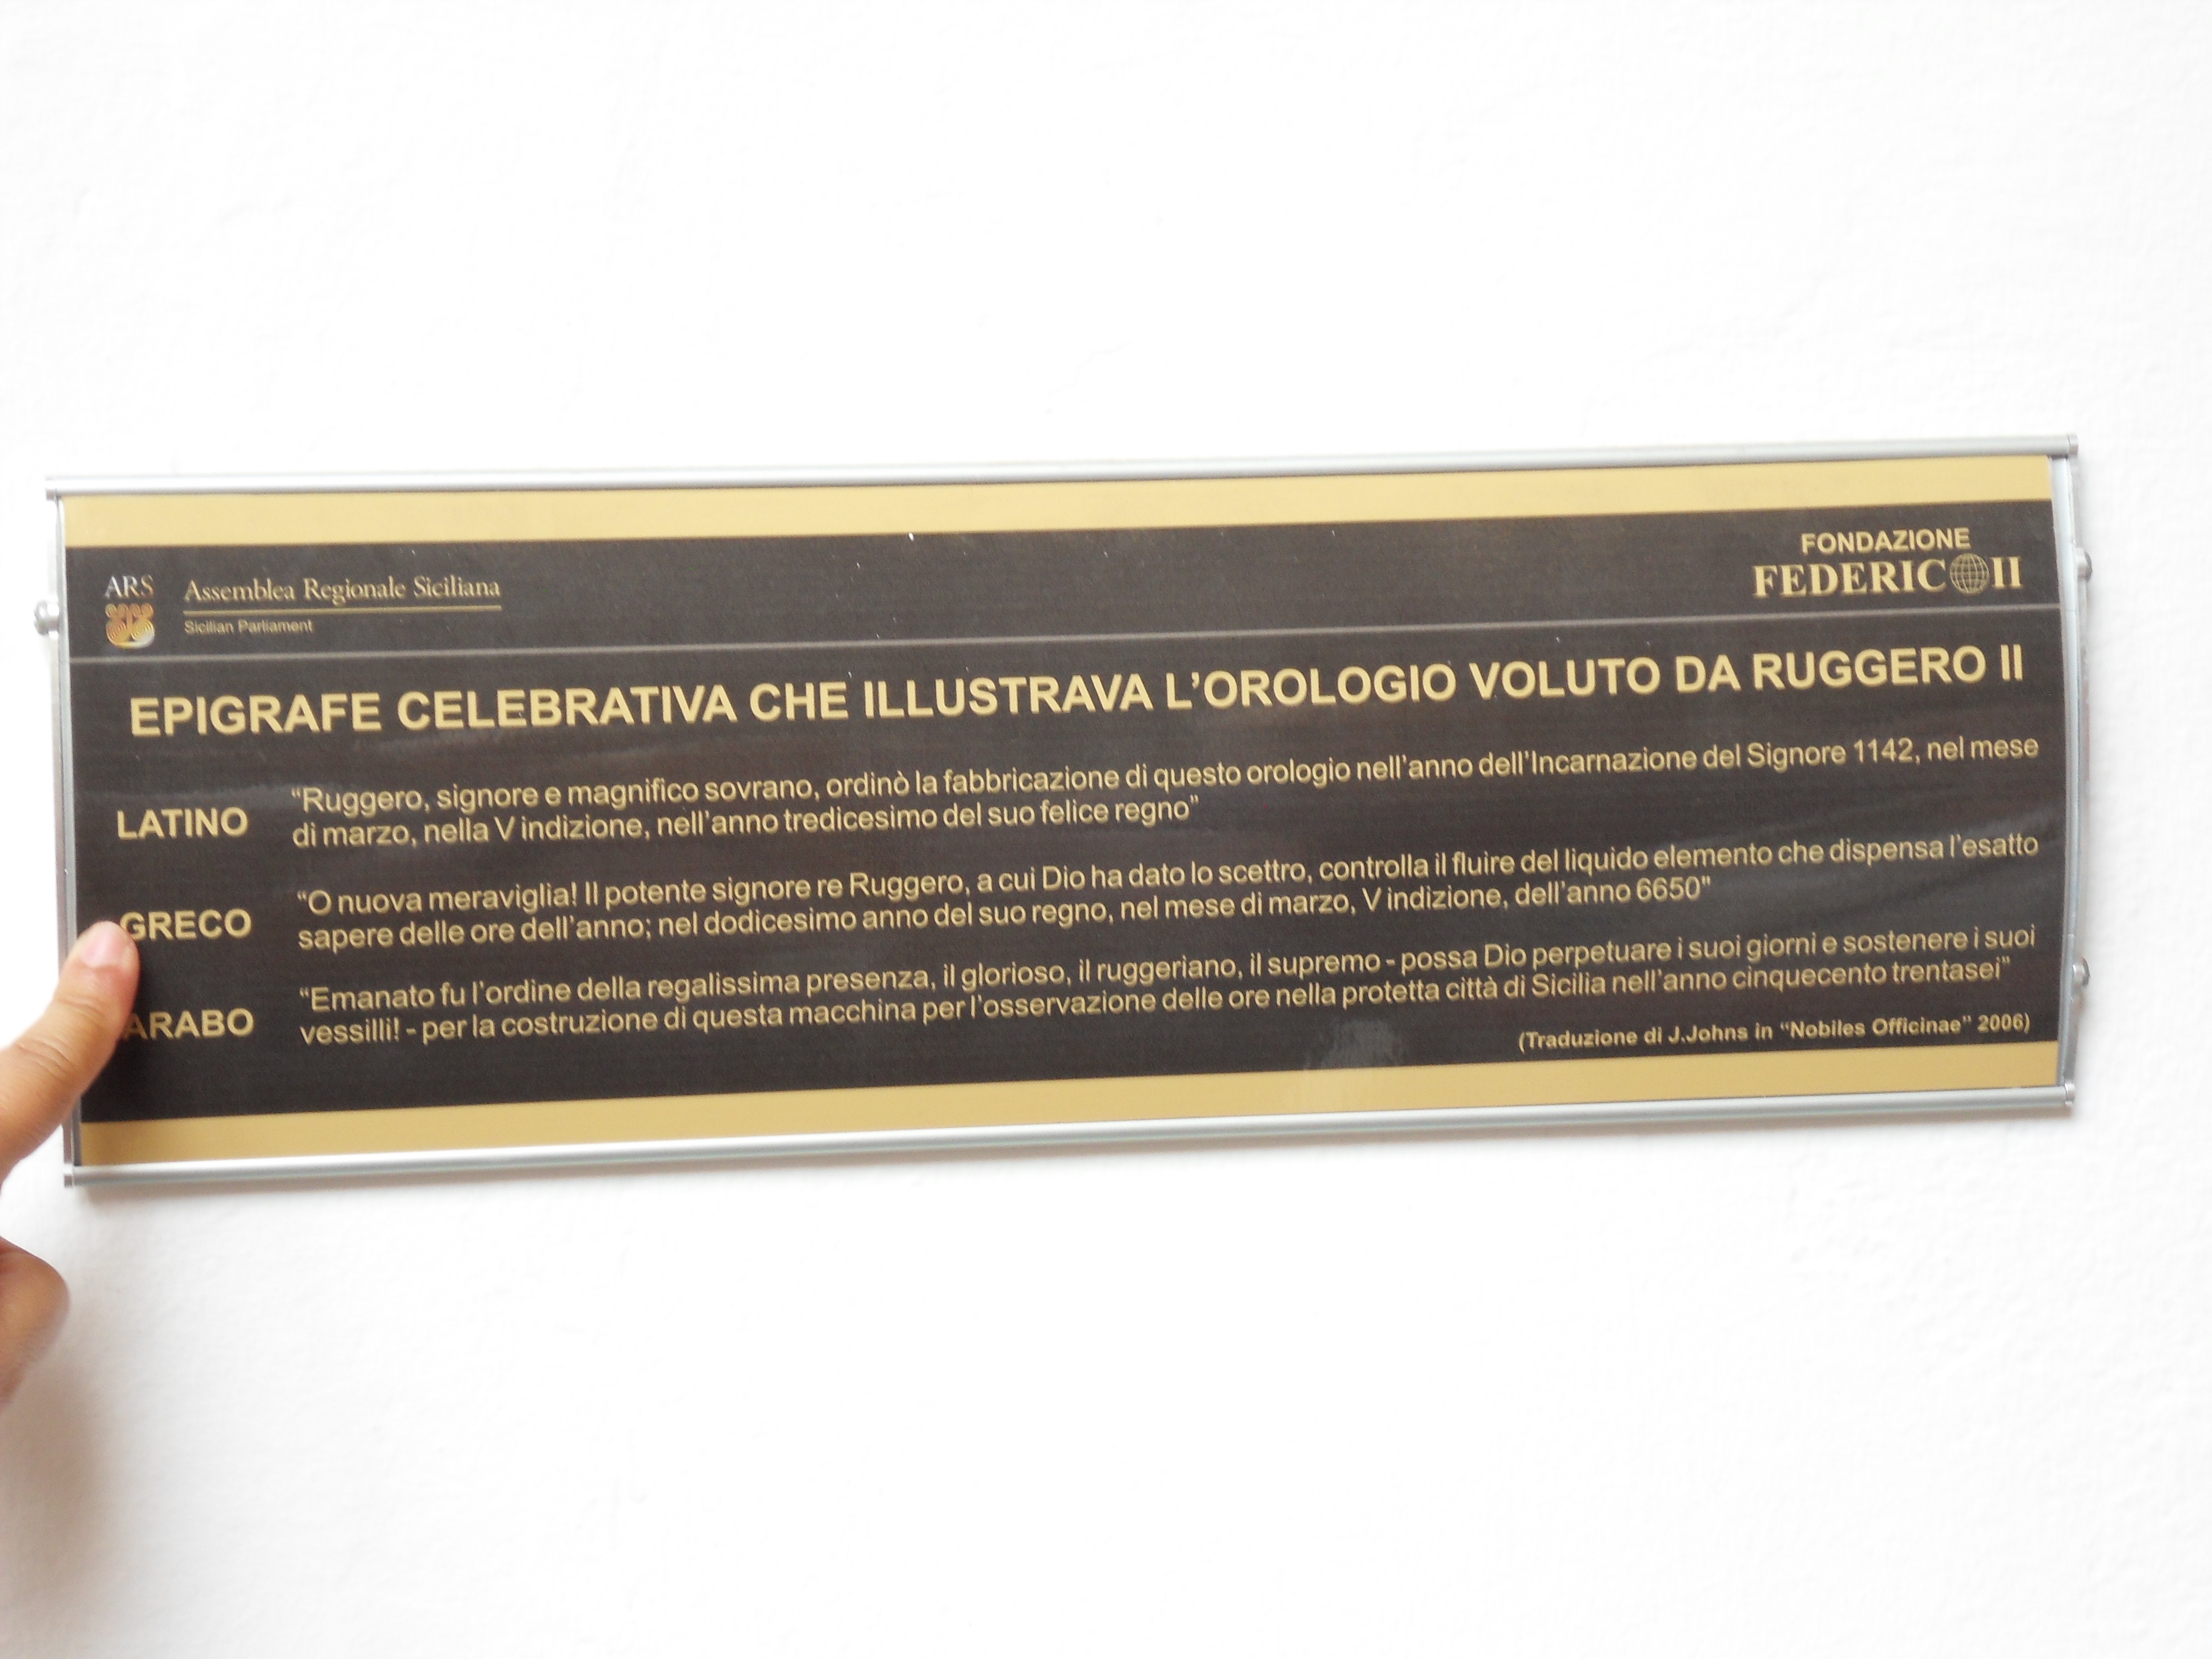 ARS
Assemblea Regionale Siciliana
Sicilian Parliament
FONDAZIONE
FEDERICO II
EPIGRAFE CELEBRATIVA CHE ILLUSTRAVA L'OROLOGIO VOLUTO DA RUGGERO II
LATINO
“Ruggero, signore e magnifico sovrano, ordinò la fabbricazione di questo orologio nell'anno dell'Incarnazione del Signore 1142, nel mese
di marzo, nella V indizione, nell'anno tredicesimo del suo felice regno”
GRECO
“O nuova meraviglia! Il potente signore re Ruggero, a cui Dio ha dato lo scettro, controlla il fluire del liquido elemento che dispensa l'esatto
sapere delle ore dell'anno; nel dodicesimo anno del suo regno, nel mese di marzo, V indizione, dell'anno 6650"
ARABO
“Emanato fu l'ordine della regalissima presenza, il glorioso, il ruggeriano, il supremo - possa Dio perpetuare i suoi giorni e sostenere i suoi
vessilli! - per la costruzione di questa macchina per l'osservazione delle ore nella protetta città di Sicilia nell'anno cinquecento trentasei”
(Traduzione di J.Johns in “Nobiles Officinae” 2006)